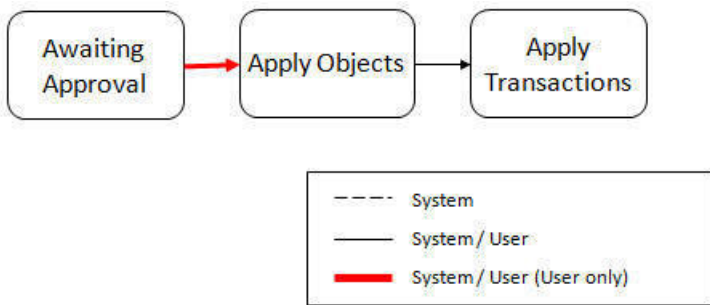 Awaiting
Approval
Apply Objects
Apply
Transactions
System
System / User
System / User (User only)